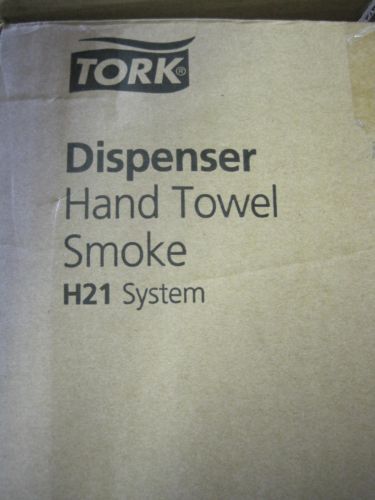 TORK®
Dispenser
Hand Towel
Smoke
H21 System